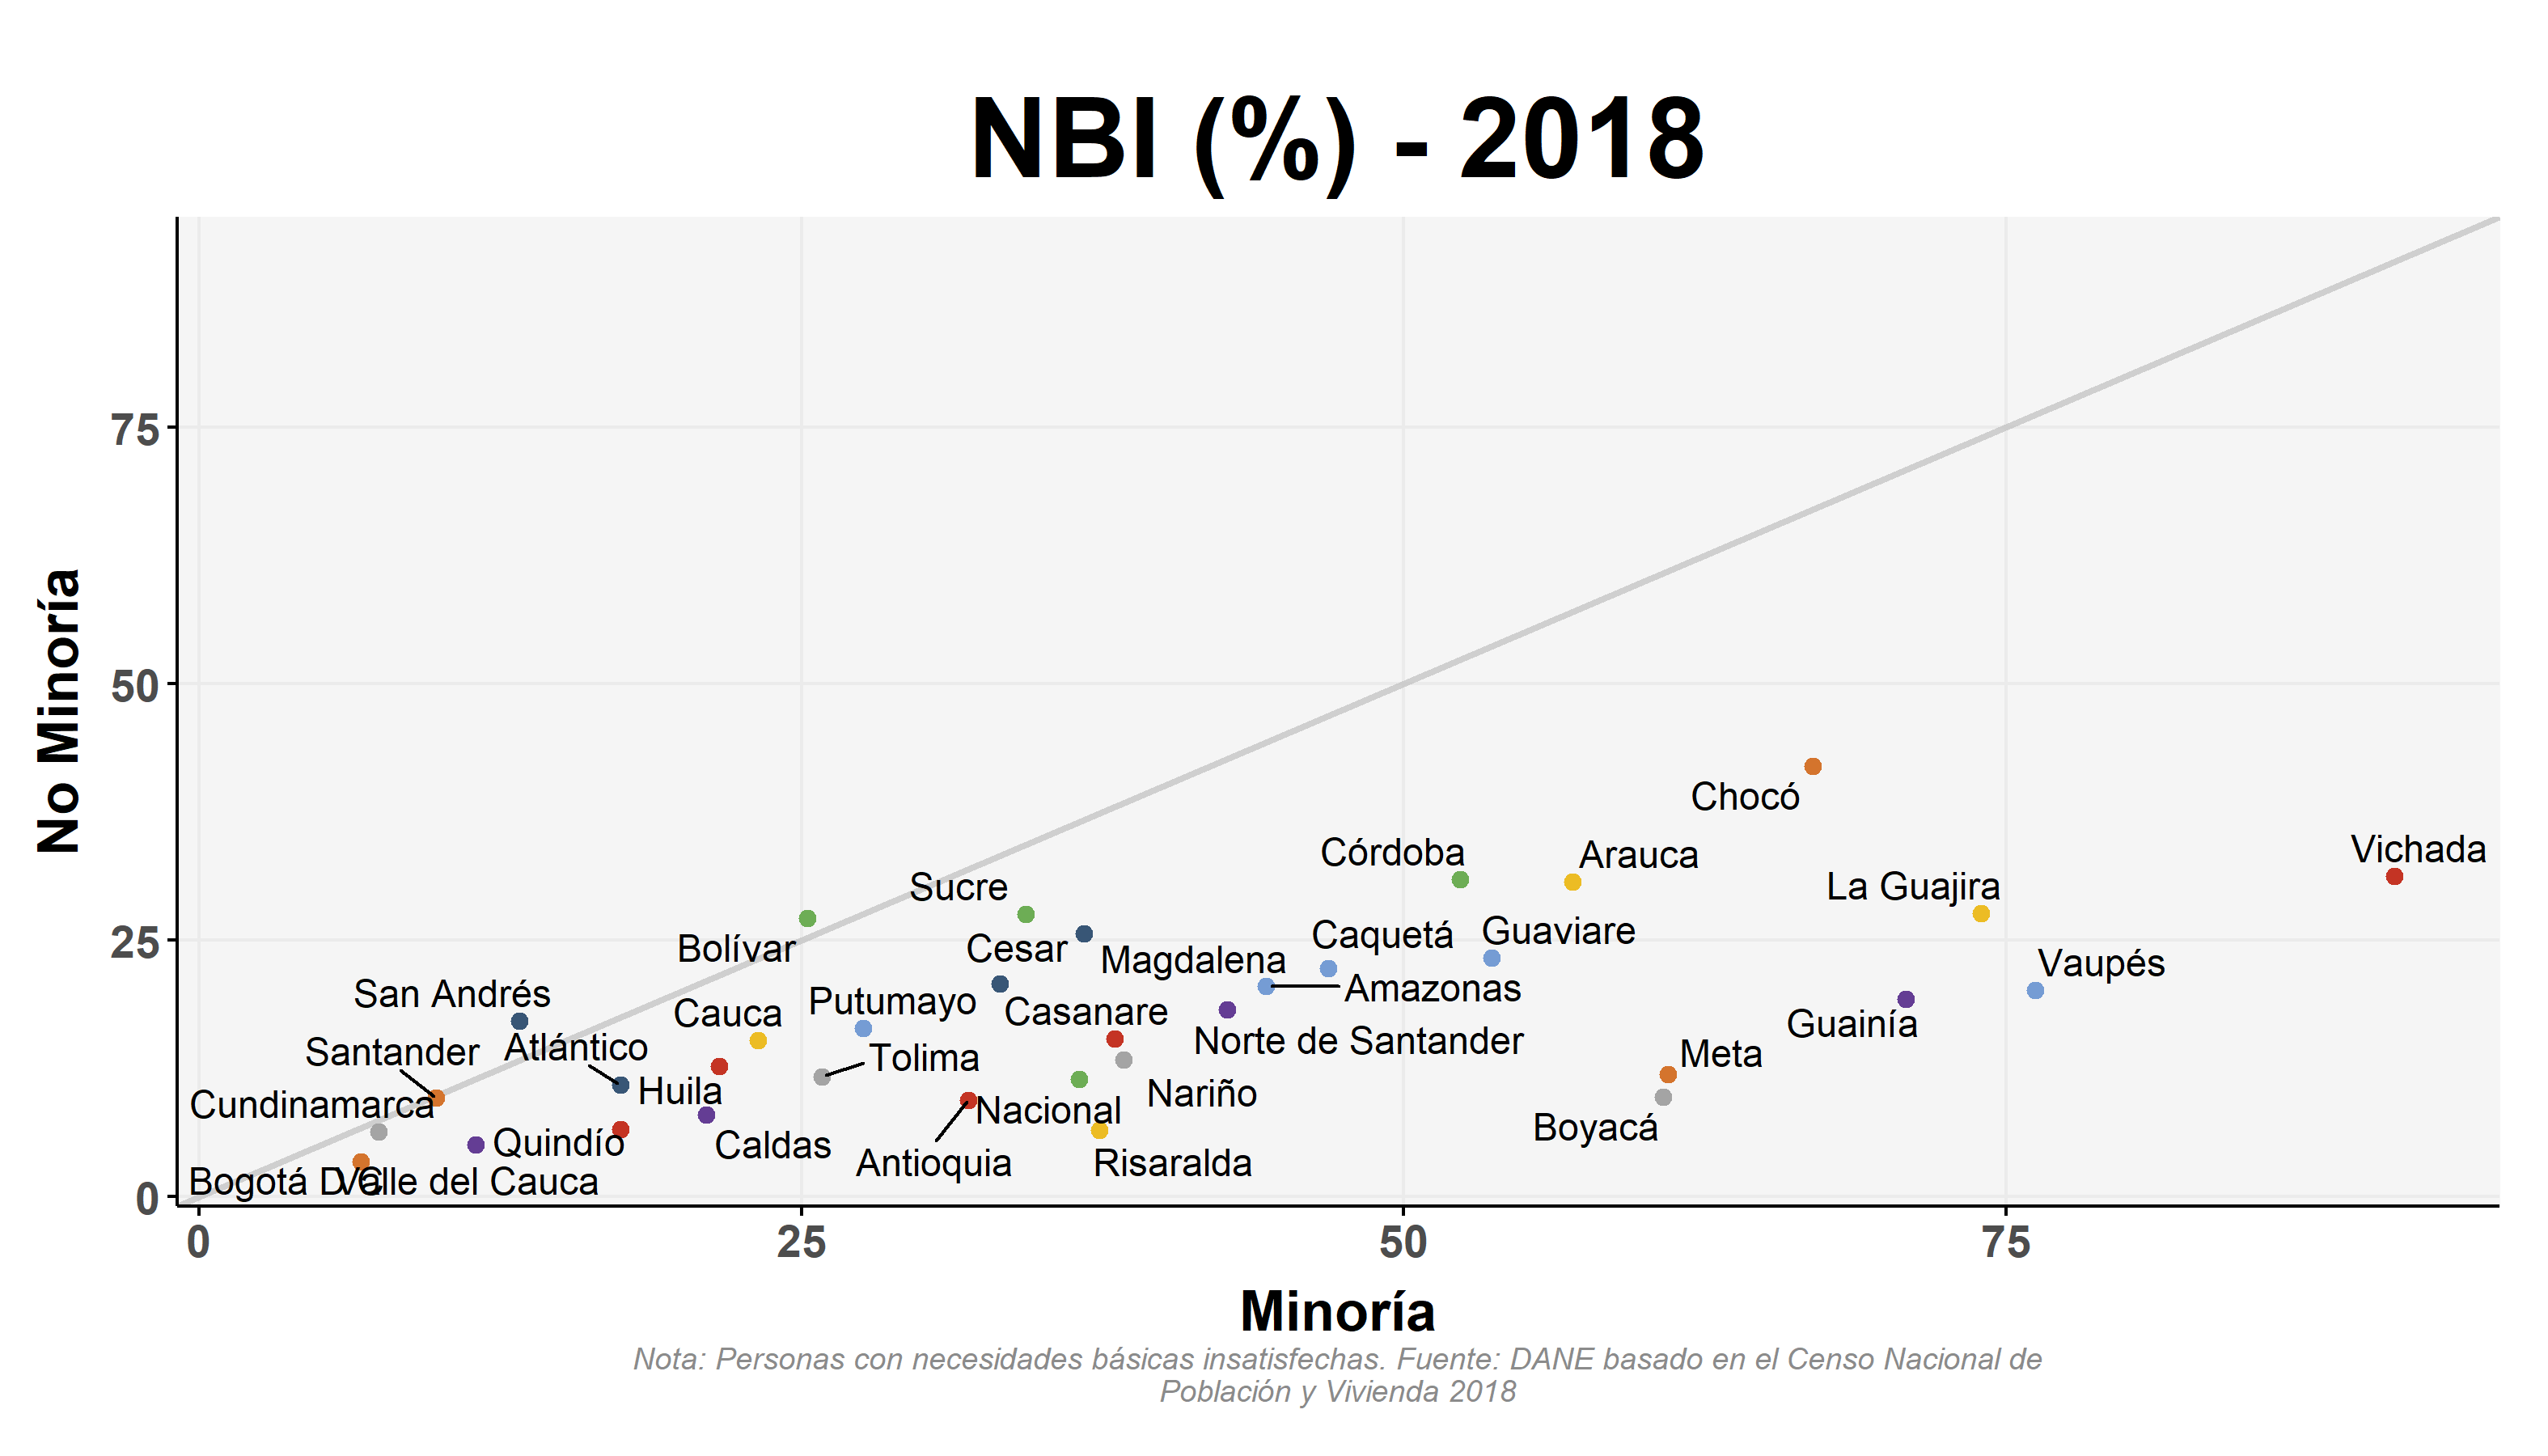 NBI (%) - 2018
No Minoría
75
50
25
0
Chocó
Vichada
Córdoba
Arauca
La Guajira
Sucre
Bolívar
Cesar
Caquetá
Guaviare
Magdalena
Vaupés
San Andrés
Amazonas
Putumayo
Cauca
Casanare
Guainía
Norte de Santander
Santander
Atlántico
Tolima
Meta
Cundinamarca
Huila
Nariño
Nacional
Boyacá
Quindío
Caldas
Antioquia
Risaralda
Bogotá D.C.
Valle del Cauca
0
25
50
75
Minoría
Nota: Personas con necesidades básicas insatisfechas. Fuente: DANE basado en el Censo Nacional de
Población y Vivienda 2018